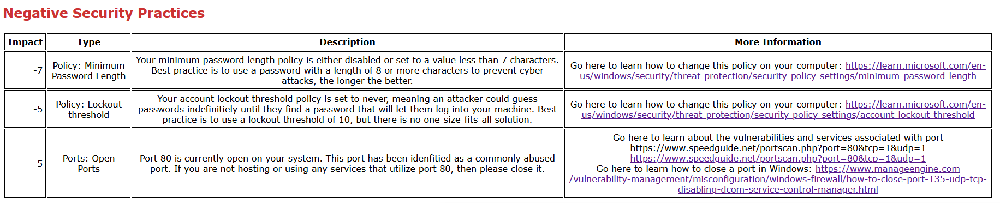 Negative Security Practices
Impact
Type
Description
More Information
-7
Policy: Minimum
Password Length
Your minimum password length policy is either disabled or set to a value less than 7 characters.
Best practice is to use a password with a length of 8 or more characters to prevent cyber
attacks, the longer the better.
Go here to learn how to change this policy on your computer: https://learn.microsoft.com/en-
us/windows/security/threat-protection/security-policy-settings/minimum-password-length
-5
Policy: Lockout
threshold
Your account lockout threshold policy is set to never, meaning an attacker could guess
passwords indefinitiely until they find a password that will let them log into your machine. Best
practice is to use a lockout threshold of 10, but there is no one-size-fits-all solution.
Go here to learn how to change this policy on your computer: https://learn.microsoft.com/en-
us/windows/security/threat-protection/security-policy-settings/account-lockout-threshold
-5
Ports: Open
Ports
Port 80 is currently open on your system. This port has been idenfitied as a commonly abused
port. If you are not hosting or using any services that utilize port 80, then please close it.
Go here to learn about the vulnerabilities and services associated with port
https://www.speedguide.net/portscan.php?port=80&tcp=1&udp=1
https://www.speedguide.net/portscan.php?port=80&tcp=1&udp=1
Go here to learn how to close a port in Windows: https://www.manageengine.com
/vulnerability-management/misconfiguration/windows-firewall/how-to-close-port-135-udp-tcp-
disabling-dcom-service-control-manager.html